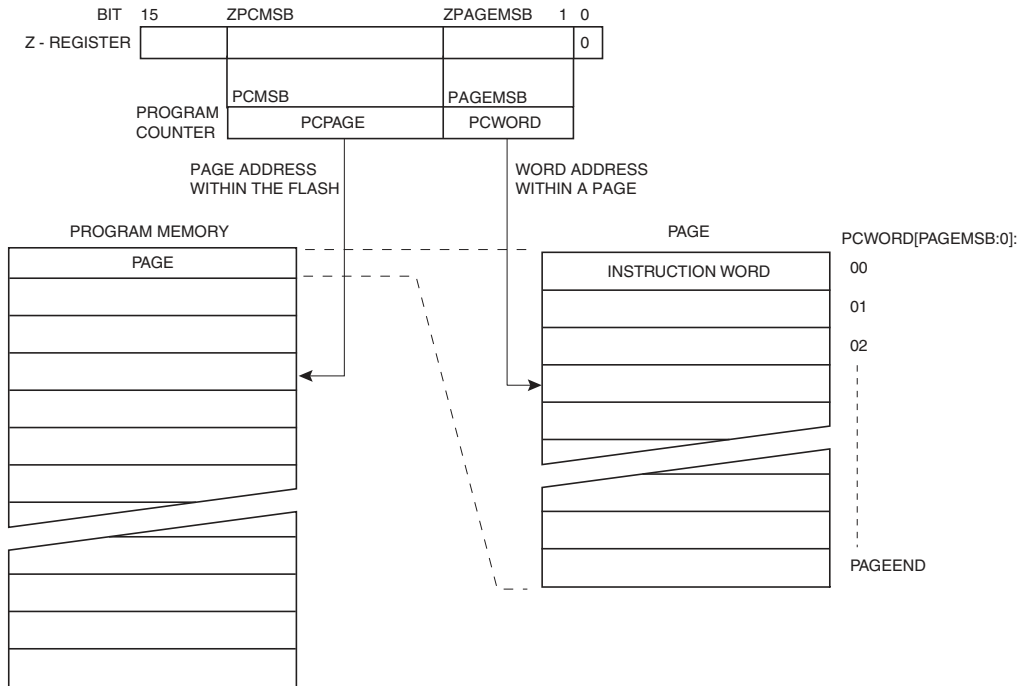 BIT 15 ZPCMSB ZPAGEMSB 1 0
Z - REGISTER 0
PCMSB PAGEMSB
PROGRAM
COUNTER
PCPAGE PCWORD
PAGE ADDRESS
WITHIN THE FLASH
WORD ADDRESS
WITHIN A PAGE
PROGRAM MEMORY
PAGE
PAGE
INSTRUCTION WORD
PCWORD[PAGEMSB:0]:
00
01
02
PAGEEND